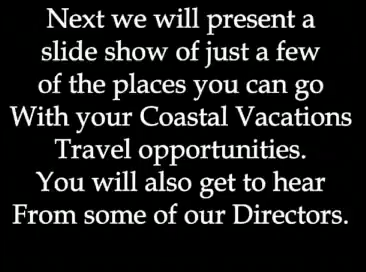 Next we will present a
slide show of just a few
of the places you can go
With your Coastal Vacations
Travel opportunities.
You will also get to hear
From some of our Directors.